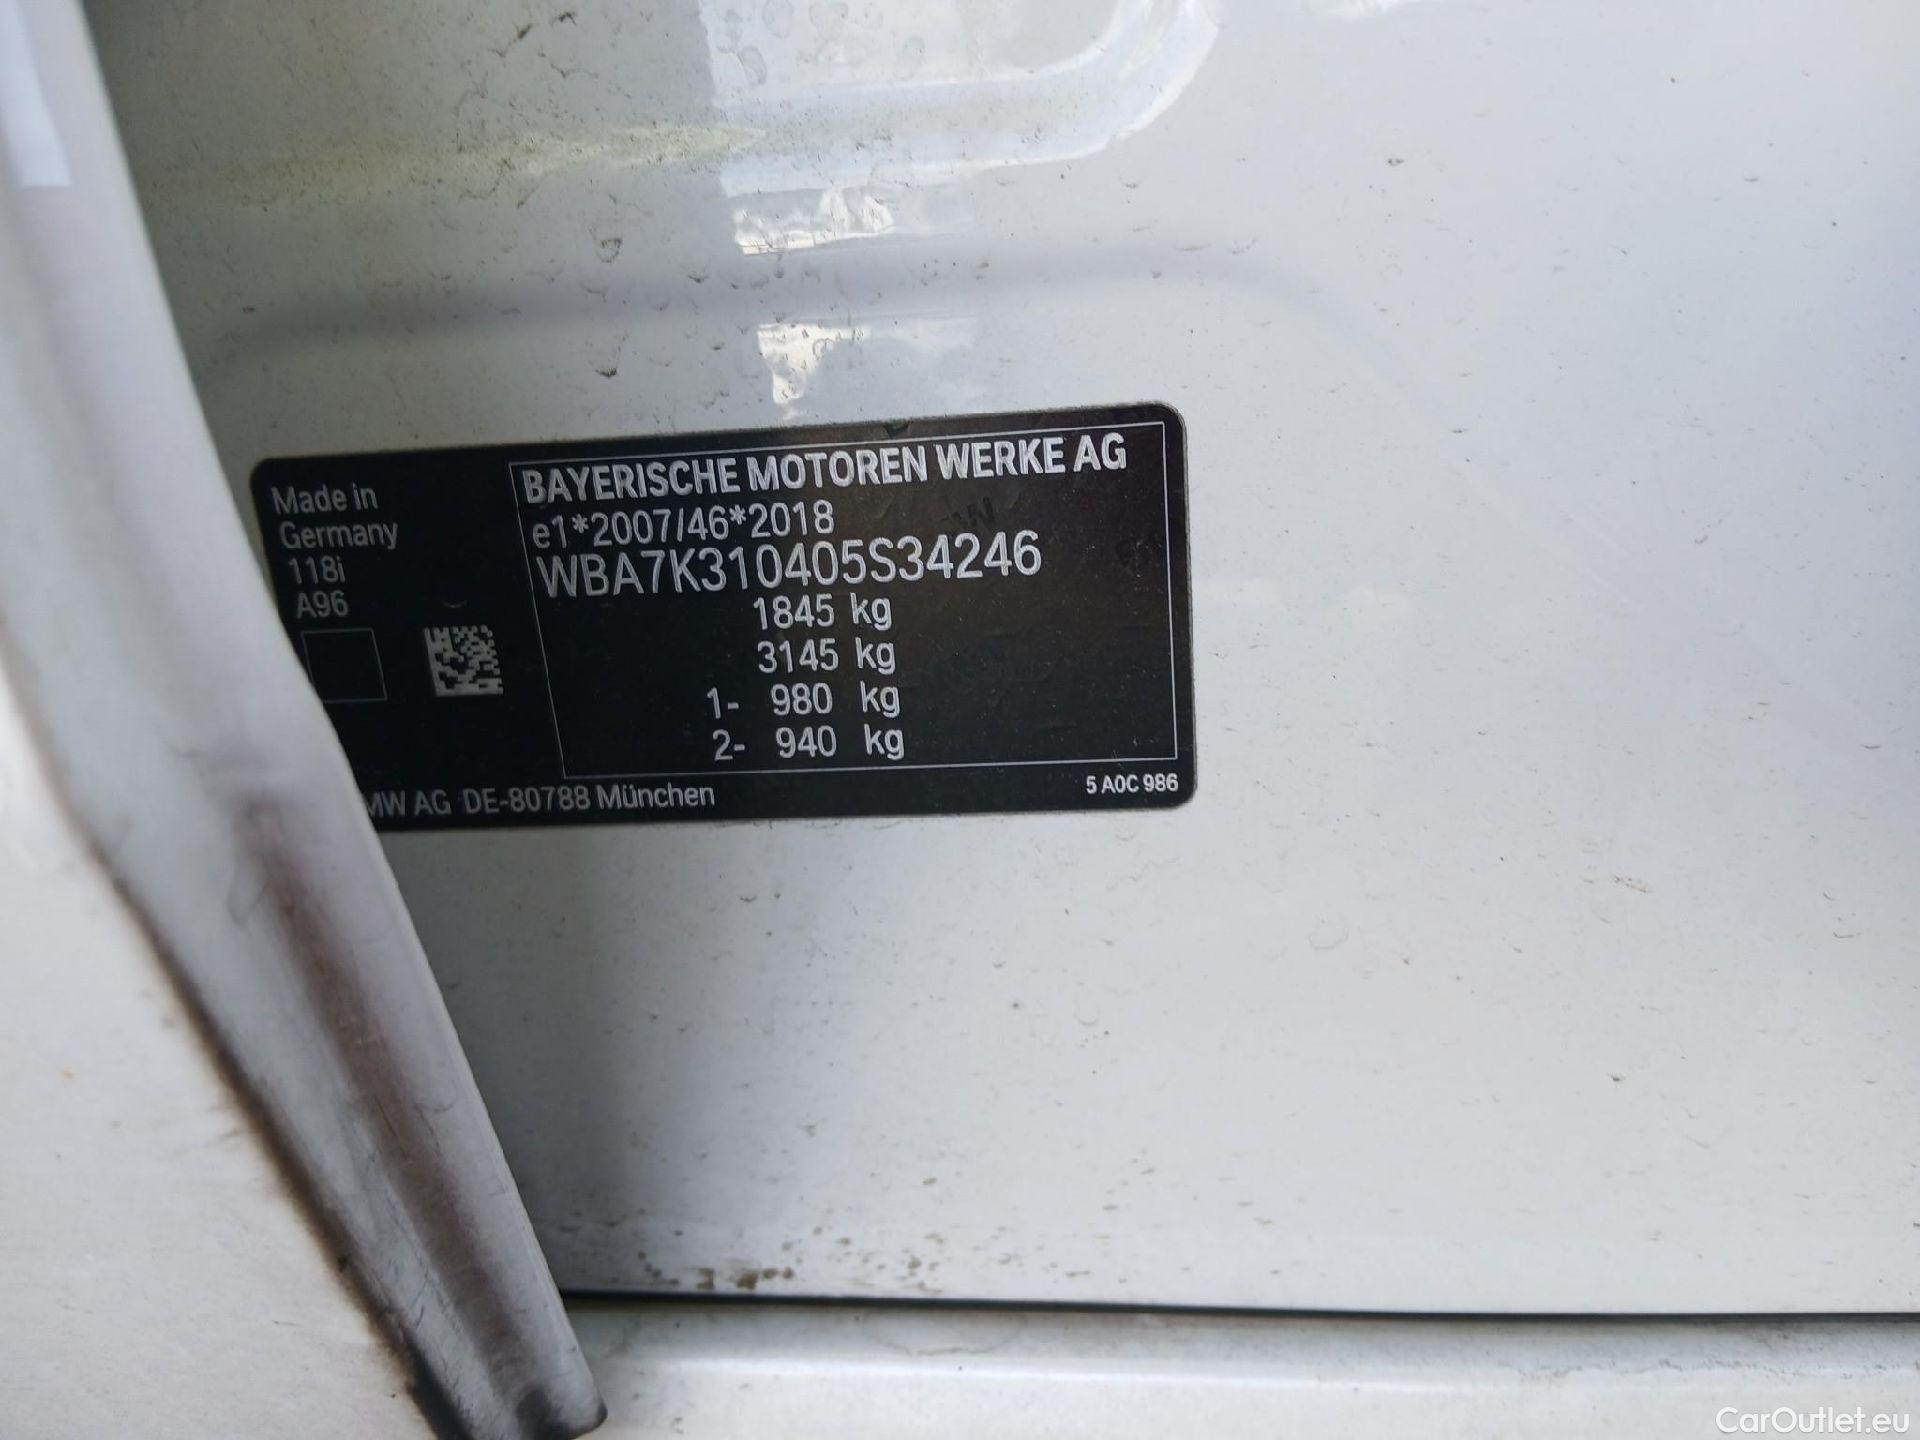 Made in
Germany
118i
A96
BAYERISCHE MOTOREN WERKE AG
e1*2007/46*2018
WBA7K310405S34246
1845 kg
3145 kg
1- 980 kg
2- 940 kg
MW AG DE-80788 München
5 A0C 986
CarOutlet.eu